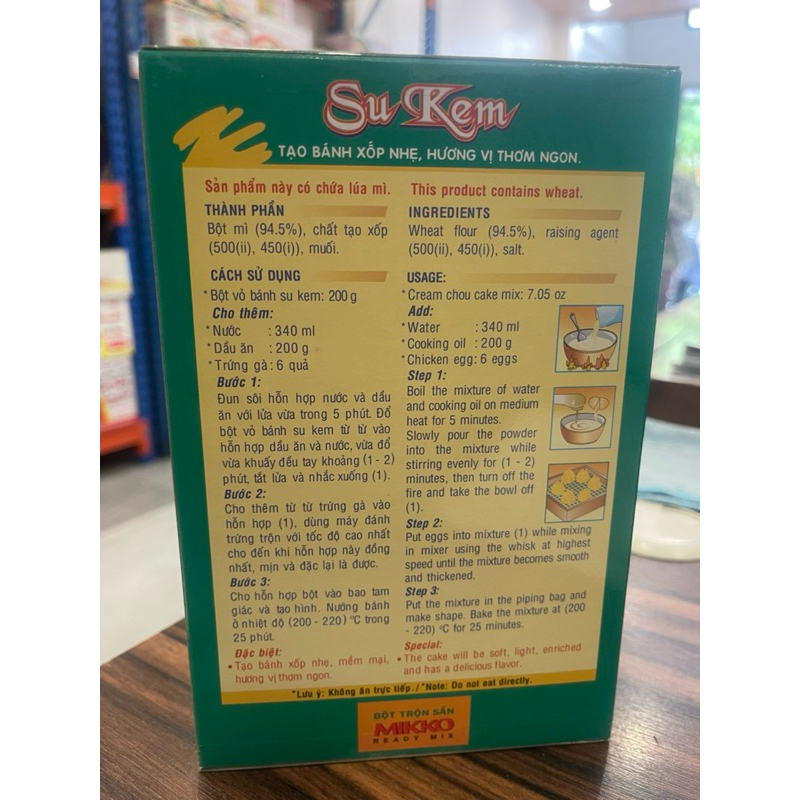 Su Kem
TẠO BÁNH XỐP NHẸ, HƯƠNG VỊ THƠM NGON.
Sản phẩm này có chứa lúa mì.
THÀNH PHẦN
Bột mì (94.5%), chất tạo xốp
(500(ii), 450(i)), muối.
CÁCH SỬ DỤNG
*Bột vỏ bánh su kem: 200 g
Cho thêm:
*Nước : 340 ml
*Dầu ăn : 200 g
*Trứng gà : 6 quả
Bước 1:
Đun sôi hỗn hợp nước và dầu
ăn với lửa vừa trong 5 phút. Đổ
bột vỏ bánh su kem từ từ vào
hỗn hợp dầu ăn và nước, vừa đổ
vừa khuấy đều tay khoảng (1 - 2)
phút, tắt lửa và nhắc xuống (1).
Bước 2:
Cho thêm từ từ trứng gà vào
hỗn hợp (1), dùng máy đánh
trứng trộn với tốc độ cao nhất
cho đến khi hỗn hợp này đồng
nhất, mịn và đặc lại là được.
Bước 3:
Cho hỗn hợp bột vào bao tam
giác và tạo hình. Nướng bánh
ở nhiệt độ (200 - 220) °C trong
25 phút.
Đặc biệt:
• Tạo bánh xốp nhẹ, mềm mại,
hương vị thơm ngon.
This product contains wheat.
INGREDIENTS
Wheat flour (94.5%), raising agent
(500(ii), 450(i)), salt.
USAGE:
*Cream chou cake mix: 7.05 oz
Add:
*Water : 340 ml
*Cooking oil : 200 g
*Chicken egg: 6 eggs
Step 1:
Boil the mixture of water
and cooking oil on medium
heat for 5 minutes.
Slowly pour the powder
into the mixture while
stirring evenly for (1 - 2)
minutes, then turn off the
fire and take the bowl off
(1).
Step 2:
Put eggs into mixture (1) while mixing
in mixer using the whisk at highest
speed until the mixture becomes smooth
and thickened.
Step 3:
Put the mixture in the piping bag and
make shape. Bake the mixture at (200
- 220) °C for 25 minutes.
Special:
• The cake will be soft, light, enriched
and has a delicious flavor.
*Lưu ý: Không ăn trực tiếp./*Note: Do not eat directly.
BỘT TRỘN SẴN
MIKKO
READY MIX